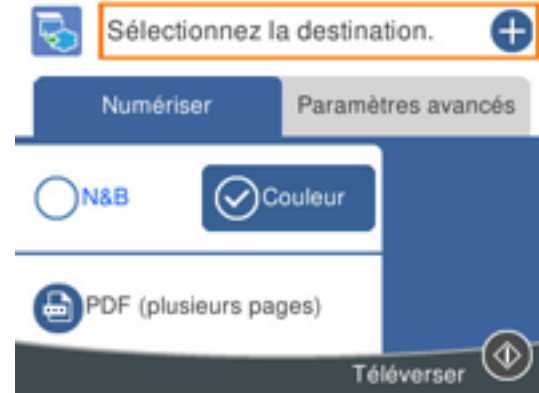 Sélectionnez la destination.
Numériser
Paramètres avancés
N&B
Couleur
PDF (plusieurs pages)
Téléverser